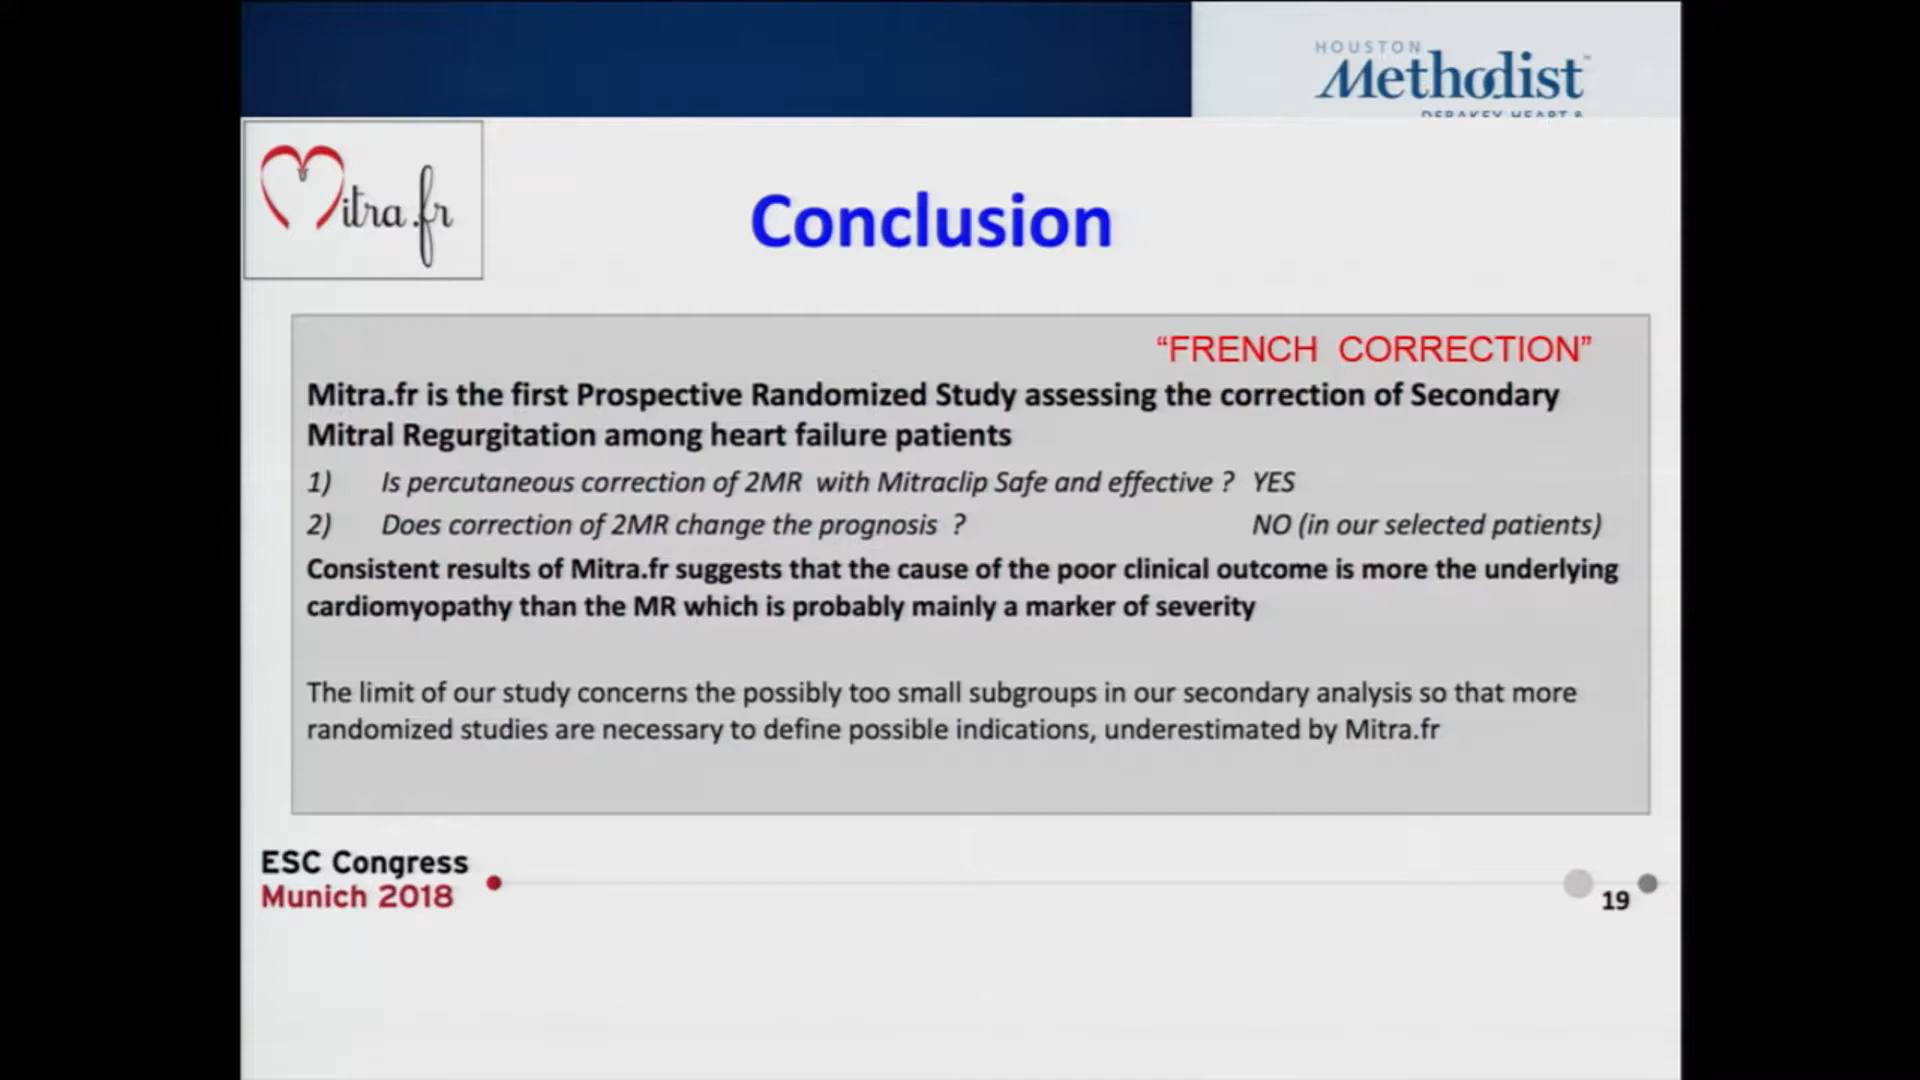 HOUSTON
Methodist
DEBAKEY HEART &
Mitra.fr
Conclusion
“FRENCH CORRECTION”
Mitra.fr is the first Prospective Randomized Study assessing the correction of Secondary
Mitral Regurgitation among heart failure patients
1) Is percutaneous correction of 2MR with Mitraclip Safe and effective ? YES
2) Does correction of 2MR change the prognosis ? NO (in our selected patients)
Consistent results of Mitra.fr suggests that the cause of the poor clinical outcome is more the underlying
cardiomyopathy than the MR which is probably mainly a marker of severity
The limit of our study concerns the possibly too small subgroups in our secondary analysis so that more
randomized studies are necessary to define possible indications, underestimated by Mitra.fr
ESC Congress
Munich 2018
19